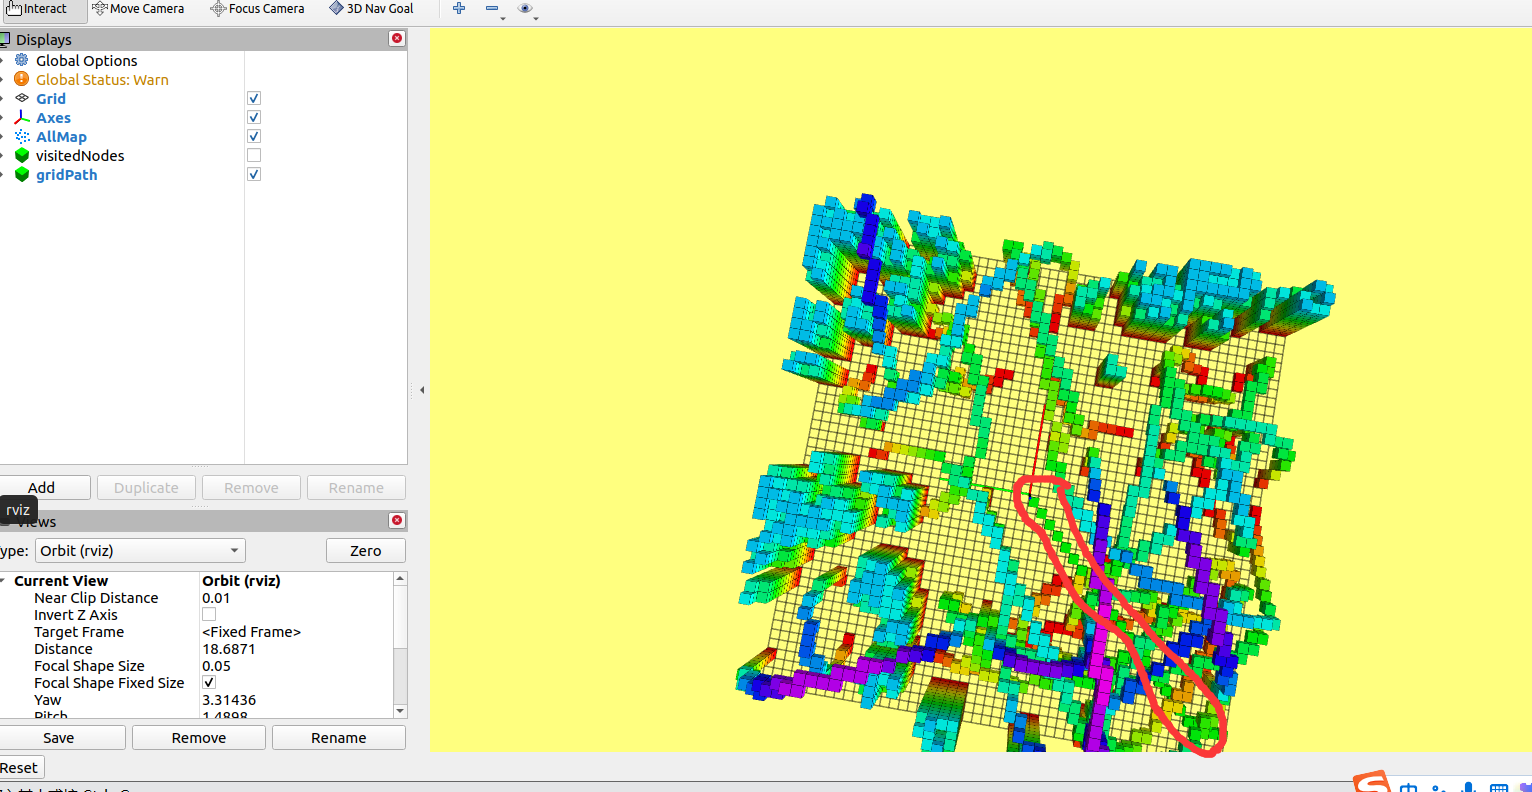 Interact Move Camera Focus Camera 3D Nav Goal
Displays
Global Options
Global Status: Warn
Grid
Axes
AllMap
visitedNodes
gridPath
Add Duplicate Remove Rename
rviz
Views
Type: Orbit (rviz) Zero
Current View Orbit (rviz)
Near Clip Distance 0.01
Invert Z Axis
Target Frame <Fixed Frame>
Distance 18.6871
Focal Shape Size 0.05
Focal Shape Fixed Size
Yaw 3.31436
Pitch 1.4898
Save Remove Rename
Reset
中